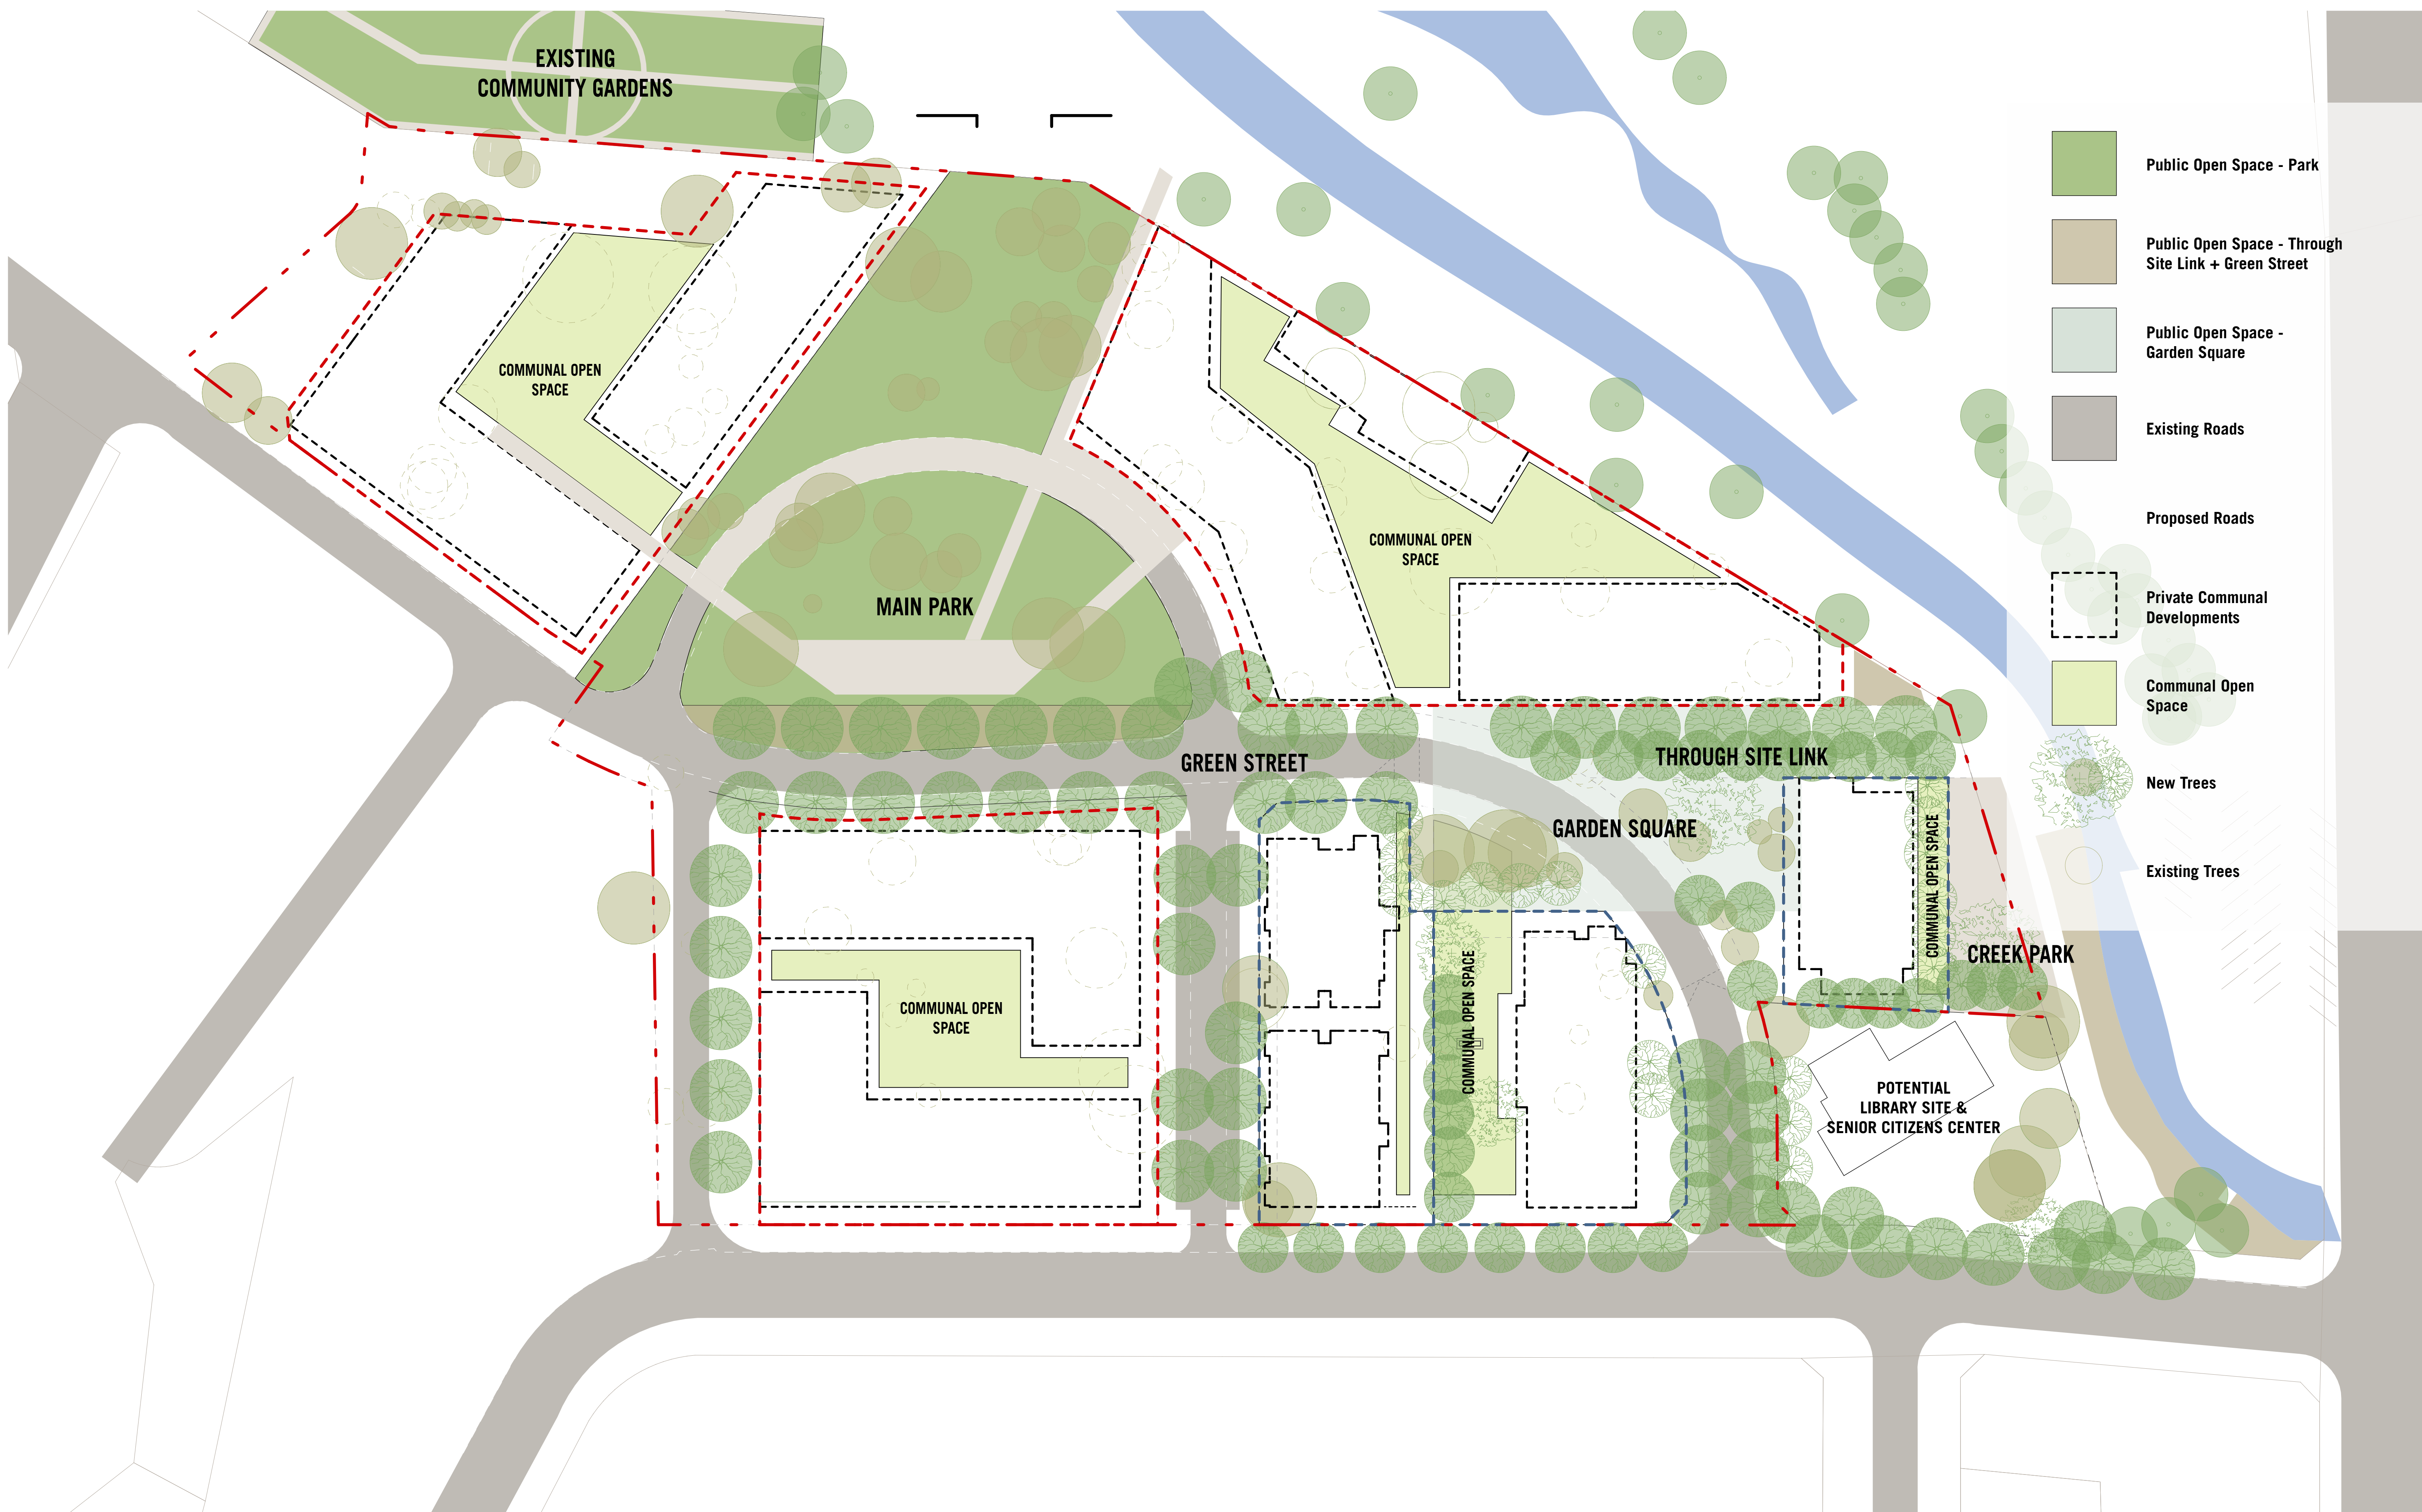 EXISTING
COMMUNITY GARDENS
COMMUNAL OPEN
SPACE
MAIN PARK
COMMUNAL OPEN
SPACE
GREEN STREET
THROUGH SITE LINK
GARDEN SQUARE
COMMUNAL OPEN SPACE
CREEK PARK
COMMUNAL OPEN
SPACE
COMMUNAL OPEN SPACE
POTENTIAL
LIBRARY SITE &
SENIOR CITIZENS CENTER
Public Open Space - Park
Public Open Space - Through
Site Link + Green Street
Public Open Space -
Garden Square
Existing Roads
Proposed Roads
Private Communal
Developments
Communal Open
Space
New Trees
Existing Trees